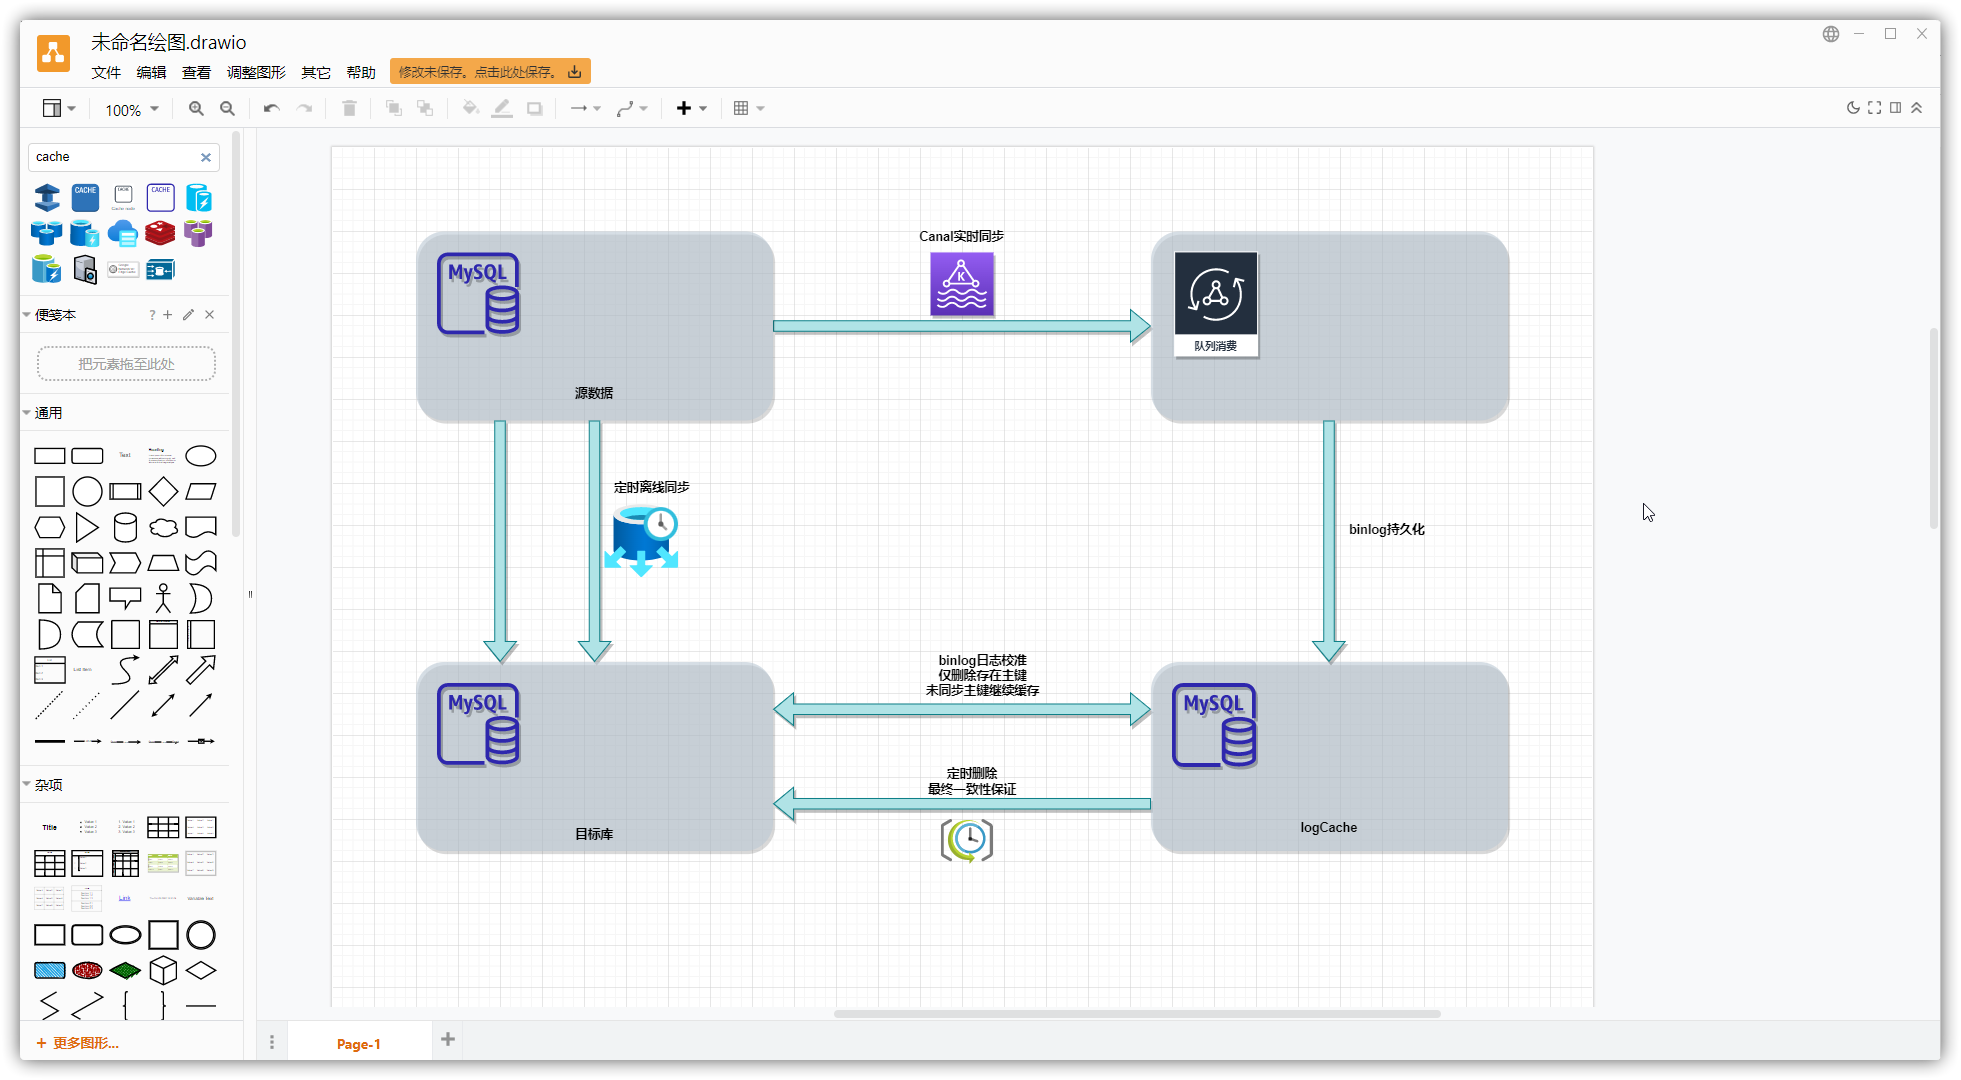 未命名绘图.drawio
文件 编辑 查看 调整图形 其它 帮助 修改未保存。点击此处保存。
100%
cache
CACHE CACHE
便笺本 ?
把元素拖至此处
通用
Text
List Item
杂项
Title
Link
更多图形...
Page-1
Canal实时同步
MySQL
K
队列消费
源数据
定时离线同步
binlog持久化
binlog日志校准
仅删除存在主键
未同步主键继续缓存
MySQL
MySQL
定时删除
最终一致性保证
目标库
logCache